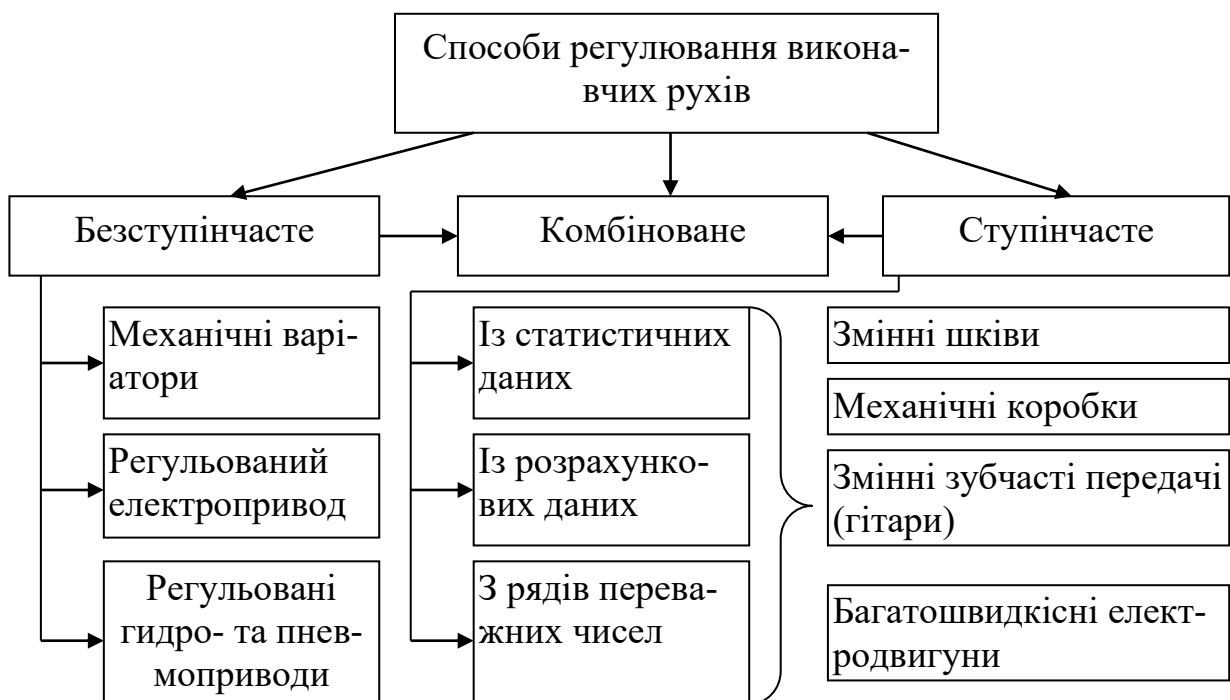 Способи регулювання викона-
вчих рухів
Безступінчасте
Комбіноване
Ступінчасте
Механічні варі-
атори
Регульований
електропривод
Регульовані
гидро- та пнев-
моприводи
Із статистичних
даних
Із розрахунко-
вих даних
З рядів перева-
жних чисел
Змінні шківи
Механічні коробки
Змінні зубчасті передачі
(гітари)
Багатошвидкісні елект-
родвигуни